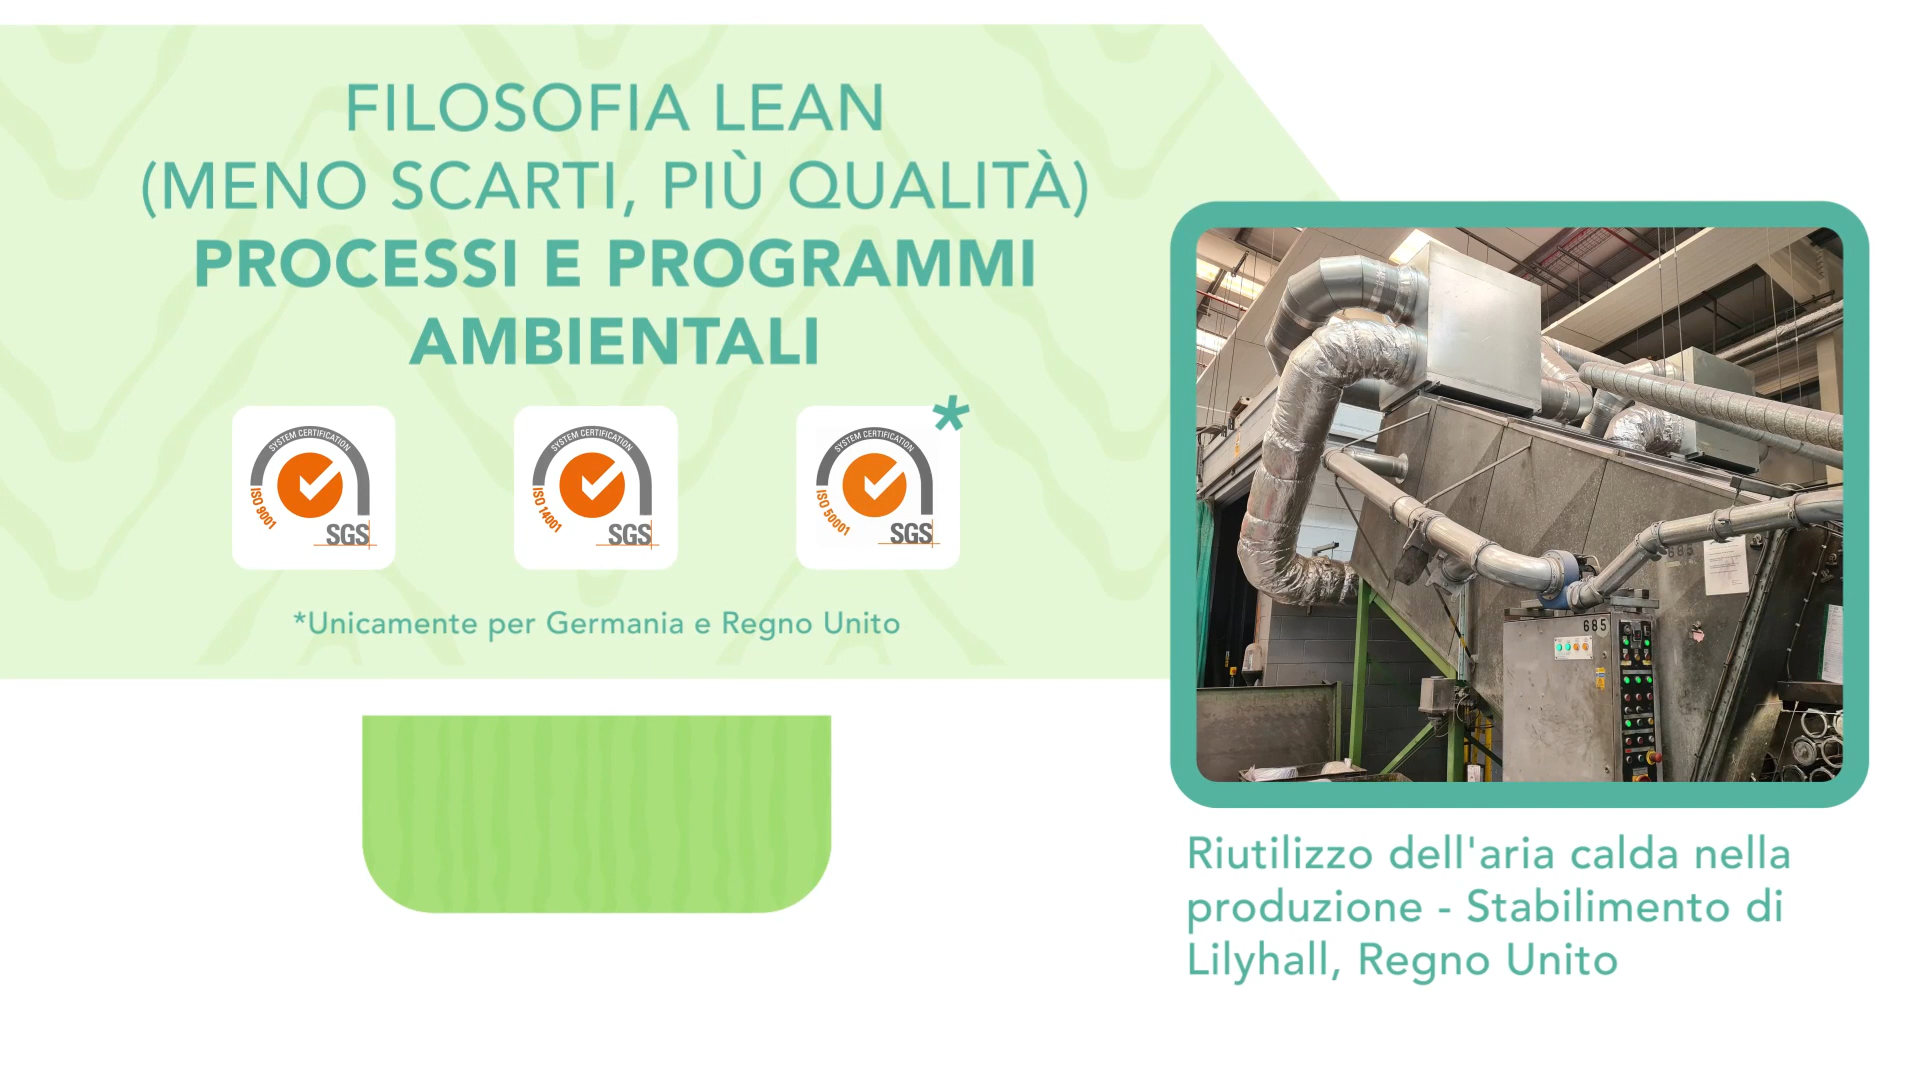 FILOSOFIA LEAN
(MENO SCARTI, PIÙ QUALITÀ)
PROCESSI E PROGRAMMI
AMBIENTALI
*
SYSTEM CERTIFICATION
ISO 9001
SGS
SYSTEM CERTIFICATION
ISO 14001
SGS
SYSTEM CERTIFICATION
ISO 50001
SGS
*Unicamente per Germania e Regno Unito
685
685
Riutilizzo dell'aria calda nella
produzione - Stabilimento di
Lilyhall, Regno Unito